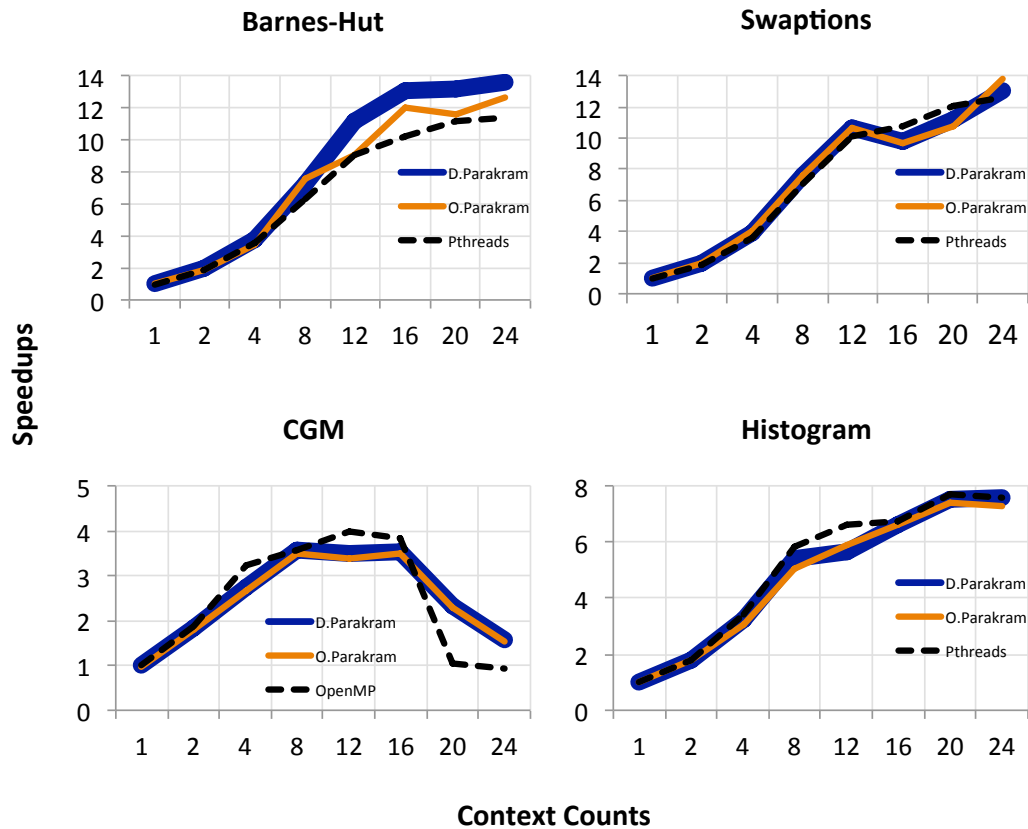 Barnes-Hut
14
12
10
8
6
4
2
0
D.Parakram
O.Parakram
Pthreads
1 2 4 8 12 16 20 24
Swaptions
14
12
10
8
6
4
2
0
D.Parakram
O.Parakram
Pthreads
1 2 4 8 12 16 20 24
Speedups
CGM
5
4
3
2
1
0
D.Parakram
O.Parakram
OpenMP
1 2 4 8 12 16 20 24
Histogram
8
6
4
2
0
D.Parakram
O.Parakram
Pthreads
1 2 4 8 12 16 20 24
Context Counts